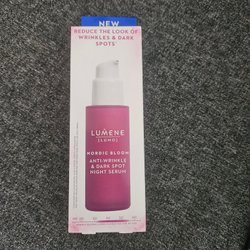 NEW
REDUCE THE LOOK OF
WRINKLES & DARK
SPOTS*
LUMENE
[LUMO]
NORDIC BLOOM
ANTI-WRINKLE
& DARK SPOT
NIGHT SERUM